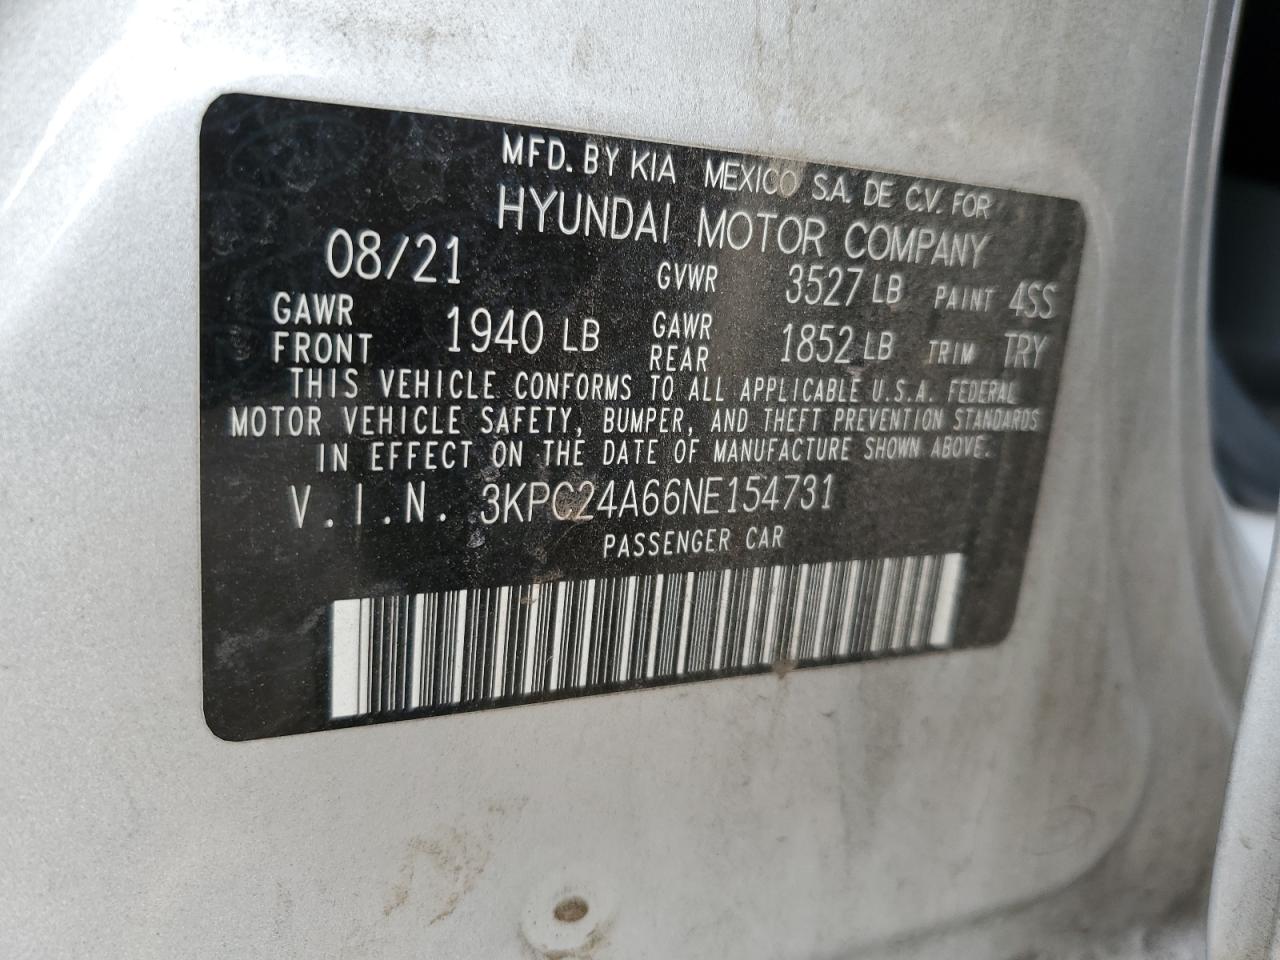 MFD. BY KIA MEXICO S.A. DE C.V. FOR
HYUNDAI MOTOR COMPANY
08/21 GVWR 3527 LB PAINT 4SS
GAWR FRONT 1940 LB GAWR REAR 1852 LB TRIM TRY
THIS VEHICLE CONFORMS TO ALL APPLICABLE U.S.A. FEDERAL
MOTOR VEHICLE SAFETY, BUMPER, AND THEFT PREVENTION STANDARDS
IN EFFECT ON THE DATE OF MANUFACTURE SHOWN ABOVE.
V.I.N. 3KPC24A66NE154731
PASSENGER CAR